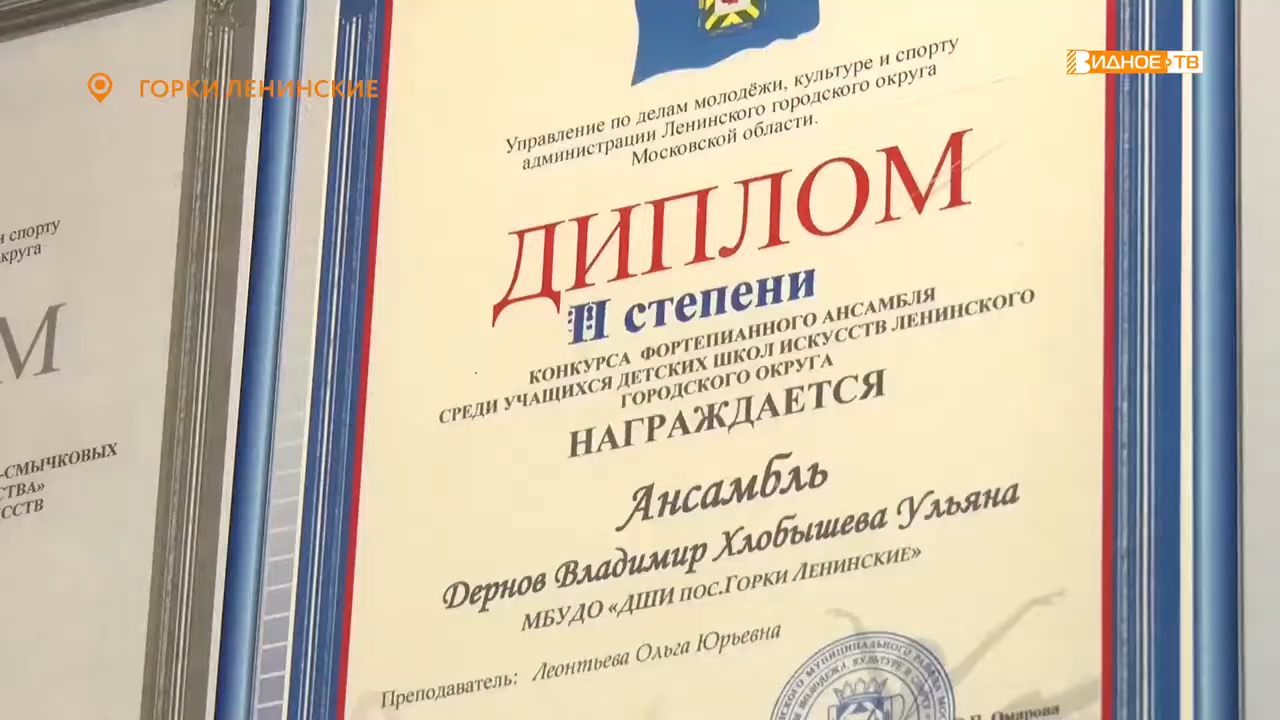 ГОРКИ ЛЕНИНСКИЕ
ВИДНОЕ-ТВ
Управление по делам молодёжи, культуре и спорту
администрации Ленинского городского округа
Московской области.
ДИПЛОМ
II степени
КОНКУРСА ФОРТЕПИАННОГО АНСАМБЛЯ
СРЕДИ УЧАЩИХСЯ ДЕТСКИХ ШКОЛ ИСКУССТВ ЛЕНИНСКОГО
ГОРОДСКОГО ОКРУГА
НАГРАЖДАЕТСЯ
Ансамбль
Дернов Владимир Хлобышева Ульяна
МБУДО «ДШИ пос.Горки Ленинские»
Преподаватель: Леонтьева Ольга Юрьевна
Омарова
и спорту
округа
М
-СМЫЧКОВЫХ
СТВА»
ССТВ